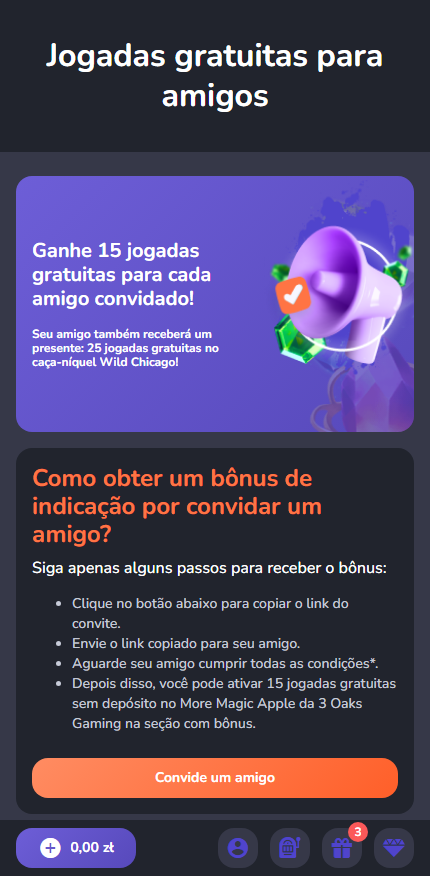 Jogadas gratuitas para
amigos
Ganhe 15 jogadas
gratuitas para cada
amigo convidado!
Seu amigo também receberá um
presente: 25 jogadas gratuitas no
caça-níquel Wild Chicago!
Como obter um bônus de
indicação por convidar um
amigo?
Siga apenas alguns passos para receber o bônus:
Clique no botão abaixo para copiar o link do
convite.
Envie o link copiado para seu amigo.
Aguarde seu amigo cumprir todas as condições*.
Depois disso, você pode ativar 15 jogadas gratuitas
sem depósito no More Magic Apple da 3 Oaks
Gaming na seção com bônus.
Convide um amigo
0,00 zł
3